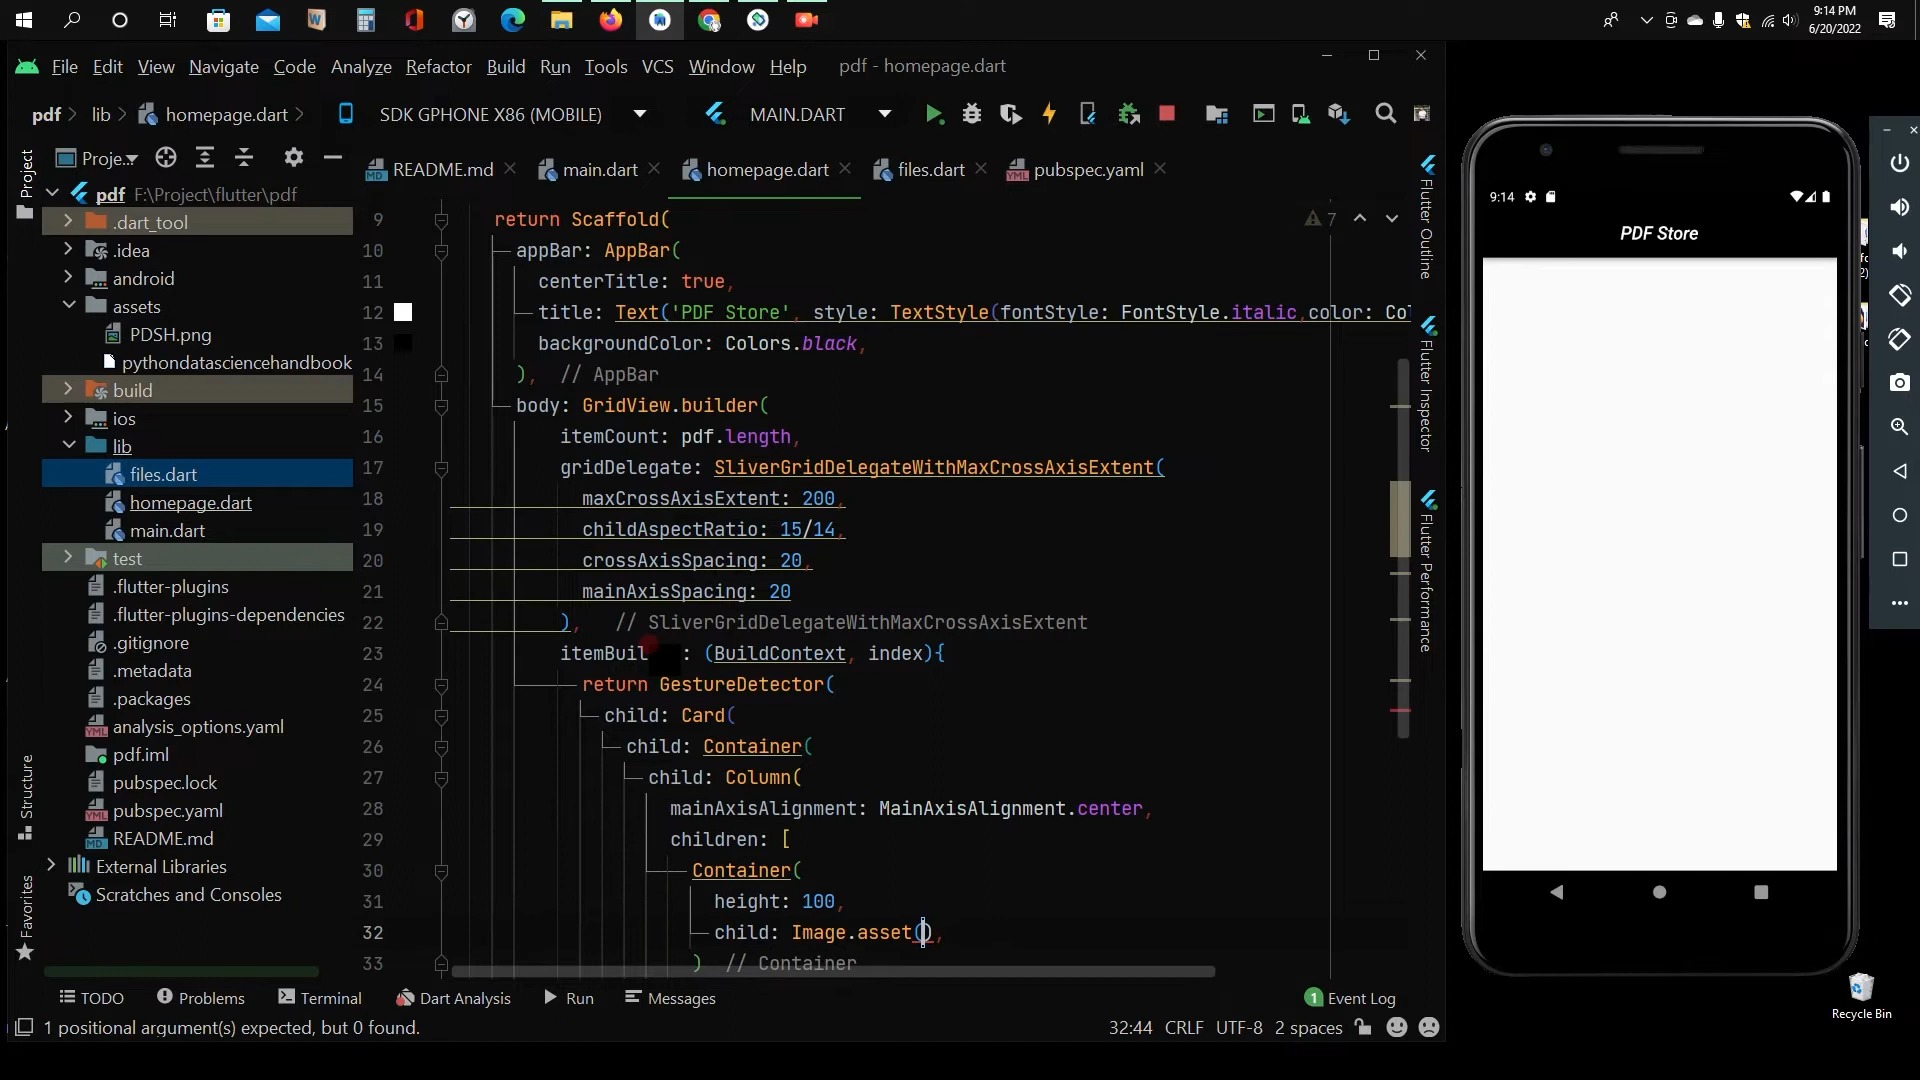 9:14 PM
6/20/2022
File Edit View Navigate Code Analyze Refactor Build Run Tools VCS Window Help pdf - homepage.dart
pdf lib homepage.dart SDK GPHONE X86 (MOBILE) MAIN.DART
Project
Proje...
README.md main.dart homepage.dart files.dart pubspec.yaml
pdf F:\Project\flutter\pdf
.dart_tool
.idea
android
assets
PDSH.png
pythondatasciencehandbook
build
ios
lib
files.dart
homepage.dart
main.dart
test
.flutter-plugins
.flutter-plugins-dependencies
.gitignore
.metadata
.packages
analysis_options.yaml
pdf.iml
pubspec.lock
pubspec.yaml
README.md
External Libraries
Scratches and Consoles
Structure
Favorites
7
9 return Scaffold(
10 appBar: AppBar(
11 centerTitle: true,
12 title: Text('PDF Store', style: TextStyle(fontStyle: FontStyle.italic,color: Col
13 backgroundColor: Colors.black,
14 ), // AppBar
15 body: GridView.builder(
16 itemCount: pdf.length,
17 gridDelegate: SliverGridDelegateWithMaxCrossAxisExtent(
18 maxCrossAxisExtent: 200,
19 childAspectRatio: 15/14,
20 crossAxisSpacing: 20,
21 mainAxisSpacing: 20
22 ), // SliverGridDelegateWithMaxCrossAxisExtent
23 itemBuil : (BuildContext, index){
24 return GestureDetector(
25 child: Card(
26 child: Container(
27 child: Column(
28 mainAxisAlignment: MainAxisAlignment.center,
29 children: [
30 Container(
31 height: 100,
32 child: Image.asset(),
33 ) // Container
Flutter Outline
Flutter Inspector
Flutter Performance
9:14
PDF Store
TODO Problems Terminal Dart Analysis Run Messages 1 Event Log
1 positional argument(s) expected, but 0 found. 32:44 CRLF UTF-8 2 spaces
Recycle Bin